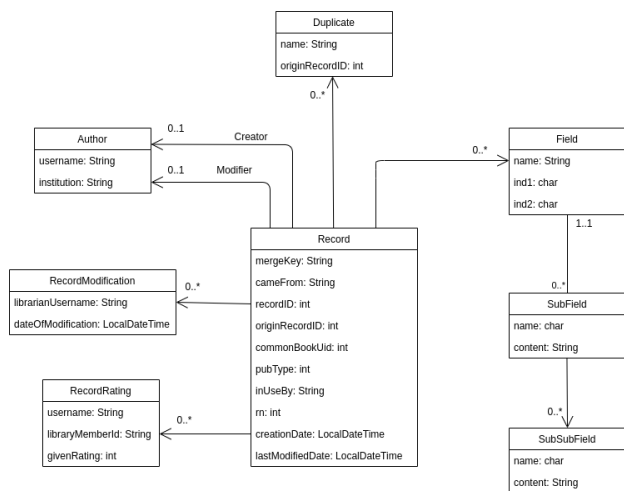 Duplicate
name: String
originRecordID: int
0..*
Author
username: String
institution: String
0..1
Creator
0..1
Modifier
0..*
Field
name: String
ind1: char
ind2: char
1..1
Record
mergeKey: String
cameFrom: String
recordID: int
originRecordID: int
commonBookUid: int
pubType: int
inUseBy: String
rn: int
creationDate: LocalDateTime
lastModifiedDate: LocalDateTime
RecordModification
librarianUsername: String
dateOfModification: LocalDateTime
0..*
RecordRating
username: String
libraryMemberId: String
givenRating: int
0..*
0..*
SubField
name: char
content: String
0..*
SubSubField
name: char
content: String